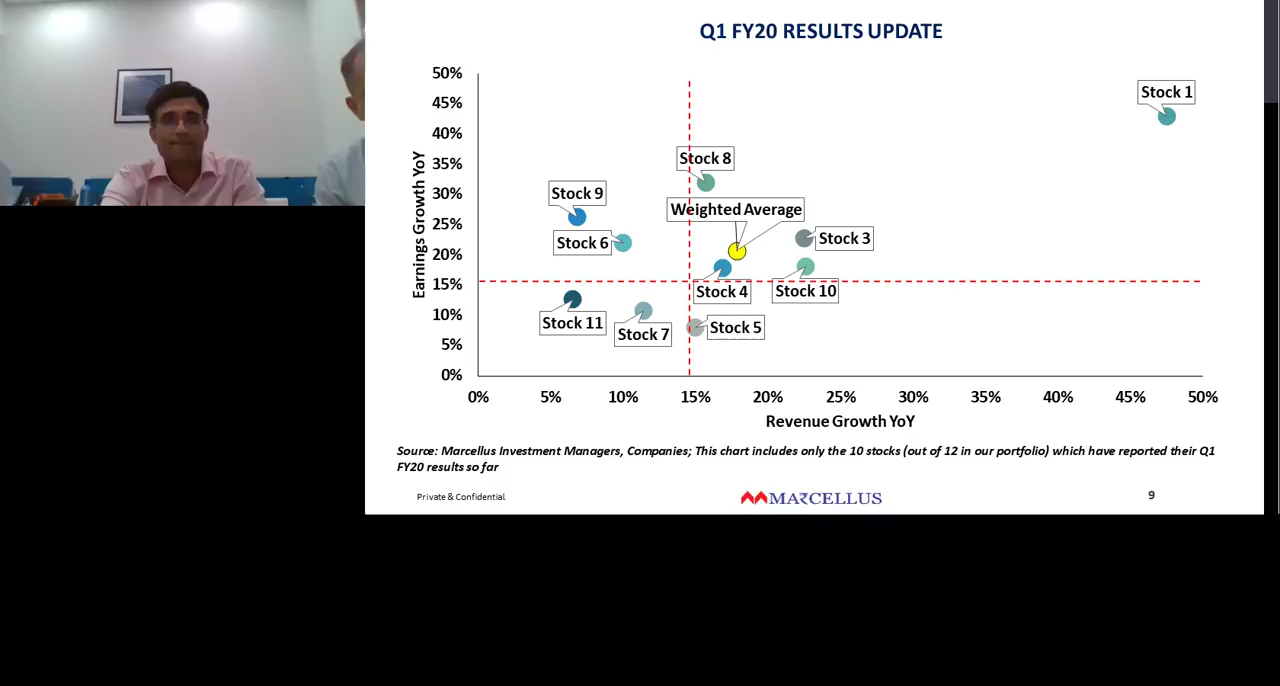 Q1 FY20 RESULTS UPDATE
50%
45%
40%
35%
30%
25%
20%
15%
10%
5%
0%
Earnings Growth YoY
Stock 1
Stock 8
Stock 9
Weighted Average
Stock 6
Stock 3
Stock 4
Stock 10
Stock 11
Stock 7
Stock 5
0% 5% 10% 15% 20% 25% 30% 35% 40% 45% 50%
Revenue Growth YoY
Source: Marcellus Investment Managers, Companies; This chart includes only the 10 stocks (out of 12 in our portfolio) which have reported their Q1
FY20 results so far
Private & Confidential
MARCELLUS
9